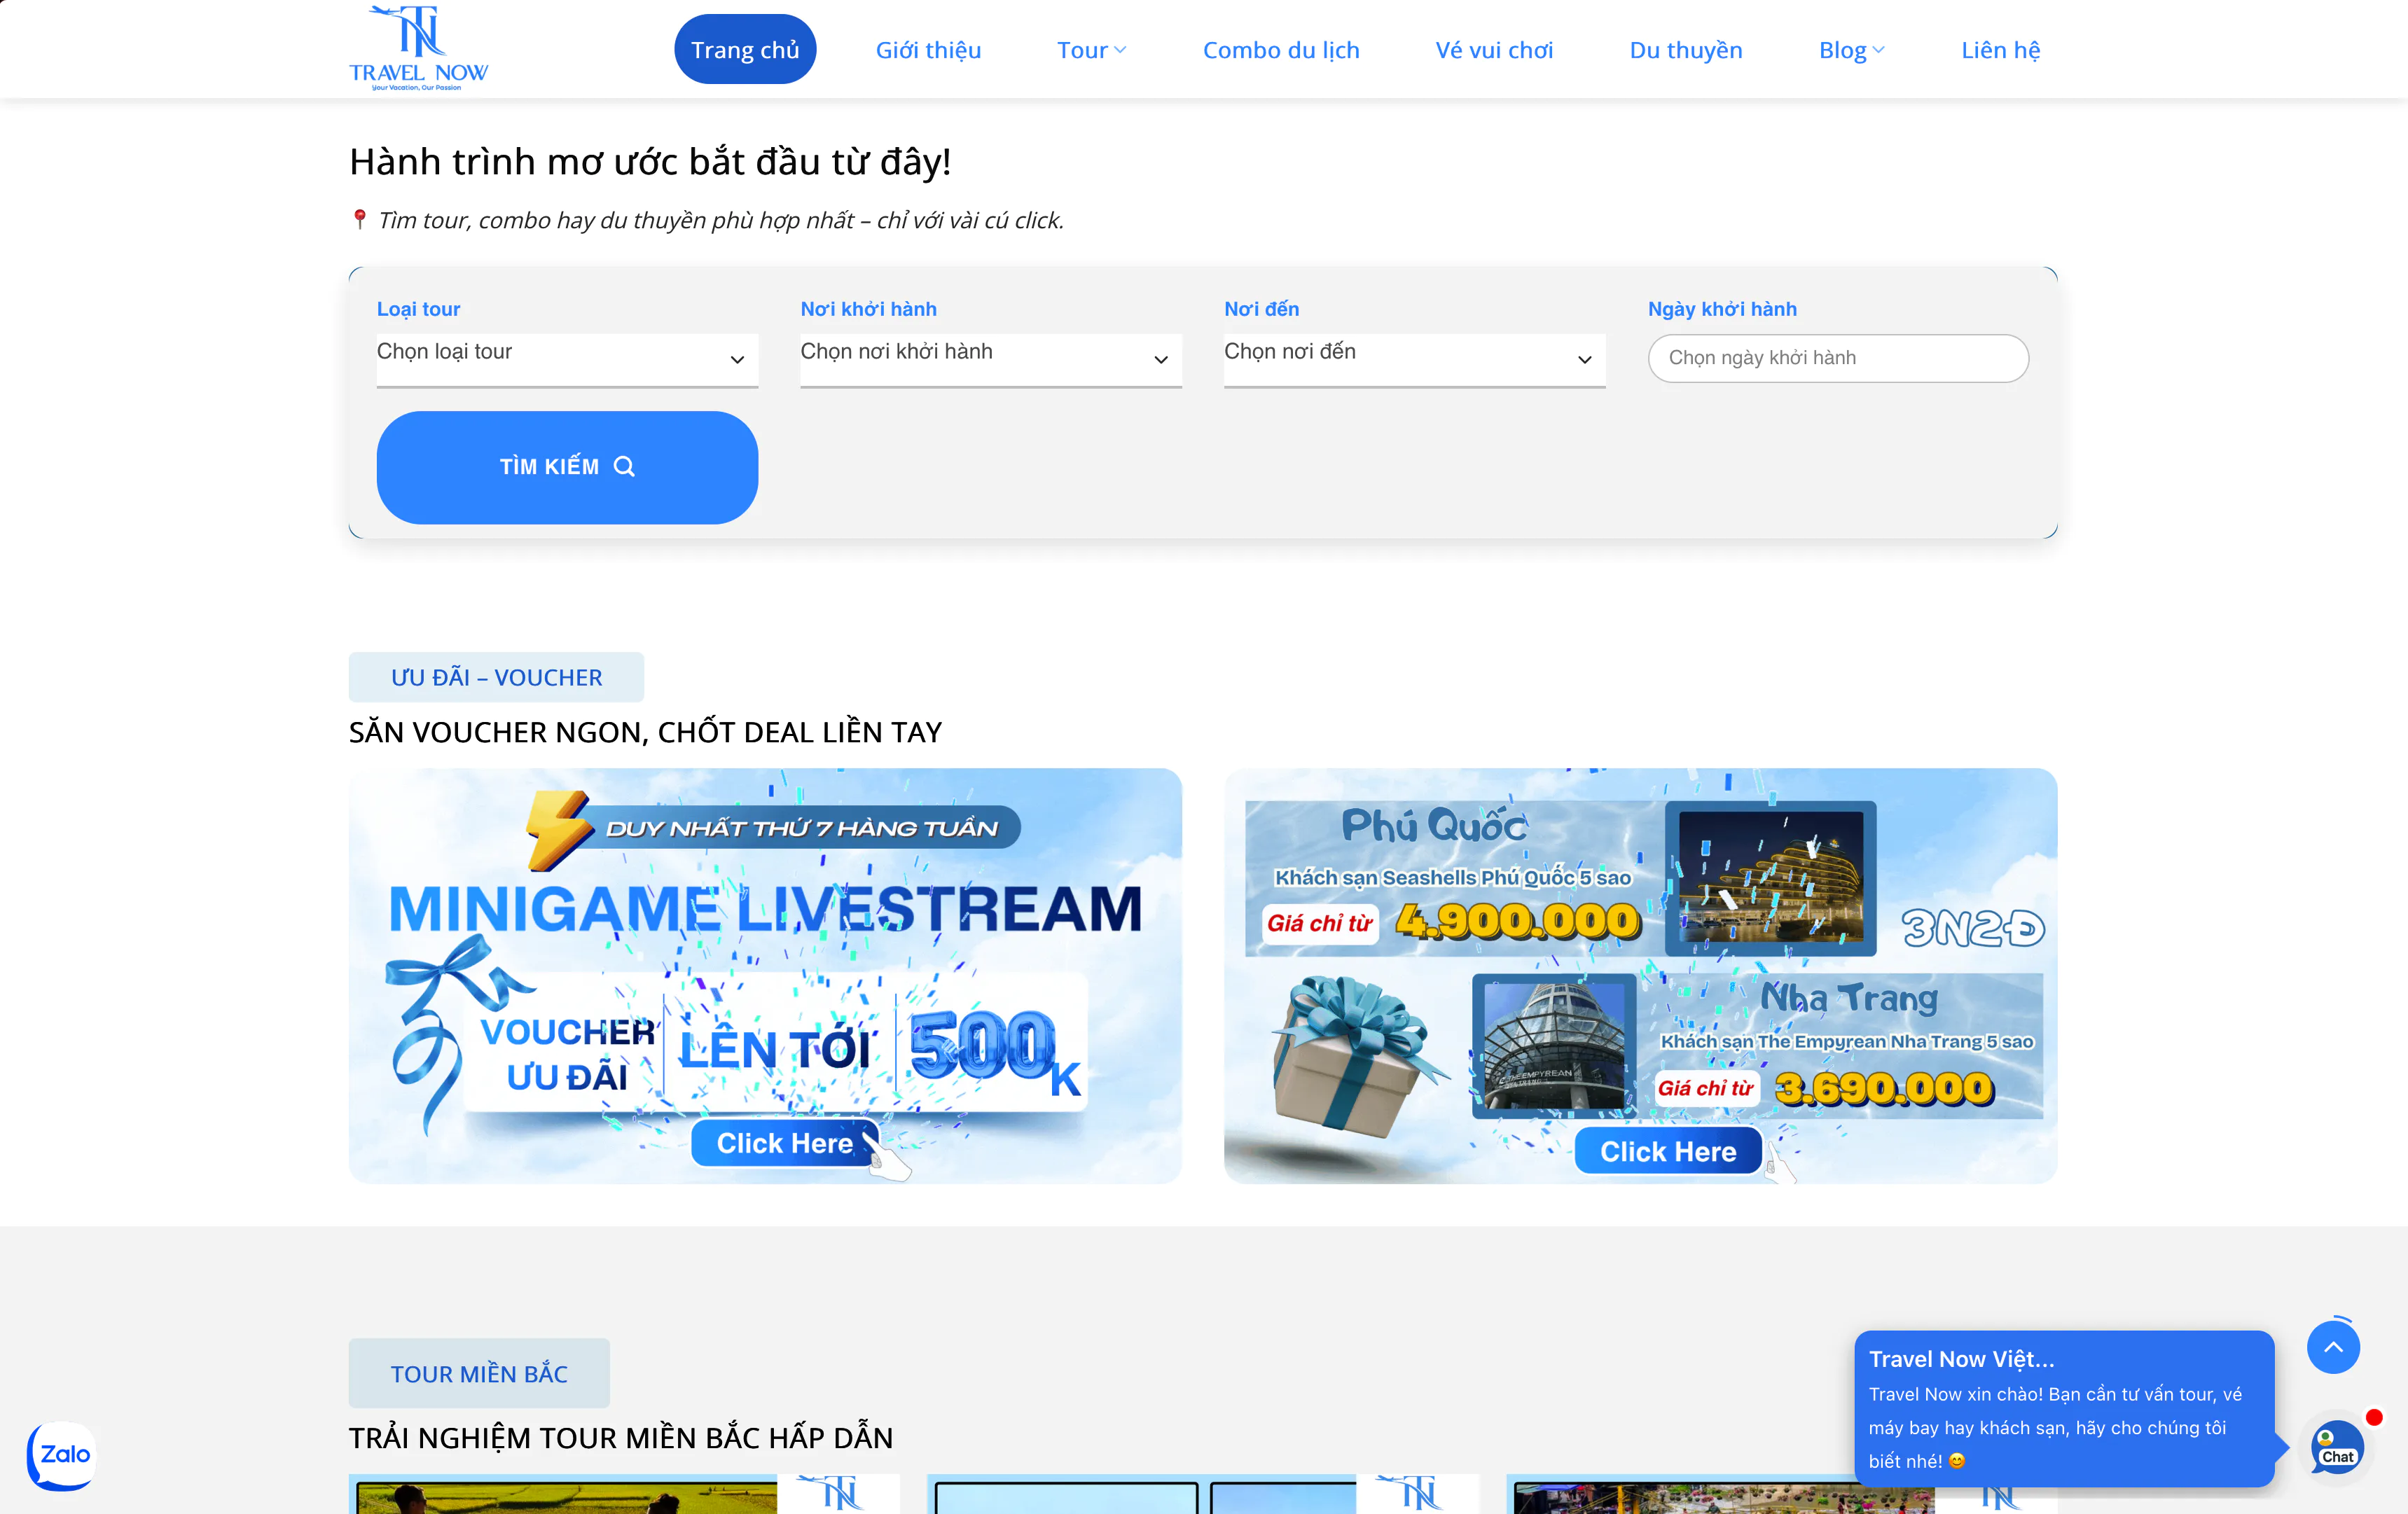 TN
TRAVEL NOW
Your Vacation, Our Passion
Trang chủ
Giới thiệu
Tour
Combo du lịch
Vé vui chơi
Du thuyền
Blog
Liên hệ
Hành trình mơ ước bắt đầu từ đây!
📍 Tìm tour, combo hay du thuyền phù hợp nhất – chỉ với vài cú click.
Loại tour
Chọn loại tour
Nơi khởi hành
Chọn nơi khởi hành
Nơi đến
Chọn nơi đến
Ngày khởi hành
Chọn ngày khởi hành
TÌM KIẾM
ƯU ĐÃI – VOUCHER
SĂN VOUCHER NGON, CHỐT DEAL LIỀN TAY
DUY NHẤT THỨ 7 HÀNG TUẦN
MINIGAME LIVESTREAM
VOUCHER
ƯU ĐÃI
LÊN TỚI
500K
Click Here
Phú Quốc
Khách sạn Seashells Phú Quốc 5 sao
Giá chỉ từ 4.900.000
3N2Đ
Nha Trang
Khách sạn The Empyrean Nha Trang 5 sao
THE EMPYREAN
NHA TRANG
Giá chỉ từ 3.690.000
Click Here
TOUR MIỀN BẮC
TRẢI NGHIỆM TOUR MIỀN BẮC HẤP DẪN
Travel Now Việt...
Travel Now xin chào! Bạn cần tư vấn tour, vé
máy bay hay khách sạn, hãy cho chúng tôi
biết nhé! 😊
Chat
Zalo
TN
TN
TN